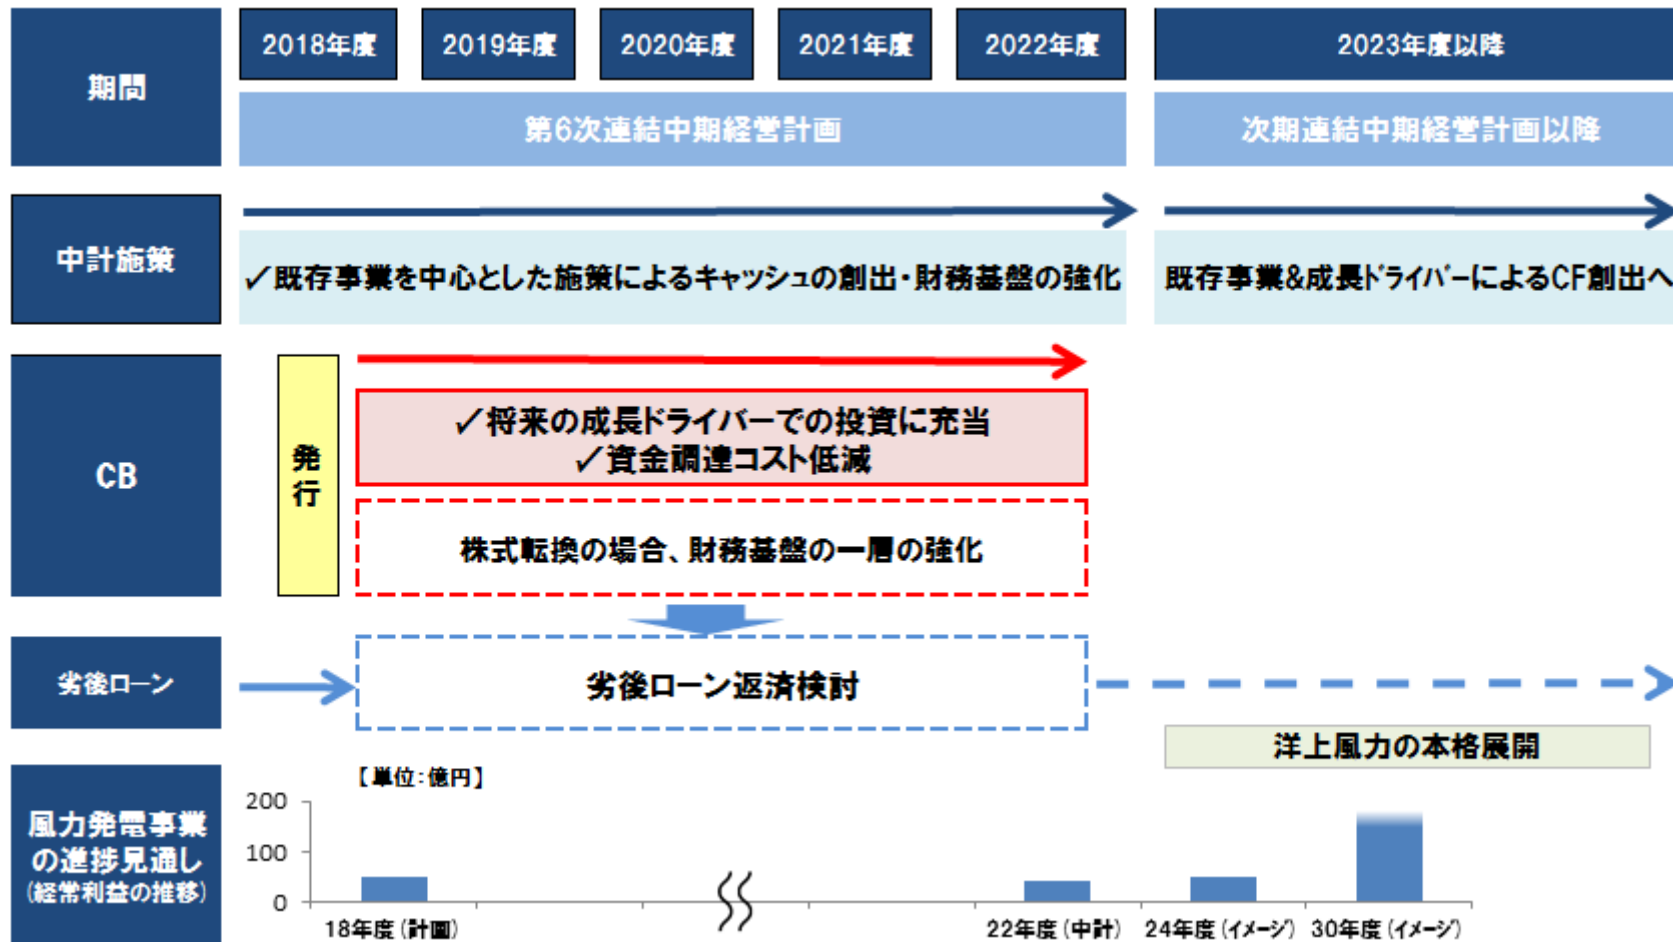 期間
2018年度
2019年度
2020年度
2021年度
2022年度
2023年度以降
第6次連結中期経営計画
次期連結中期経営計画以降
中計施策
✓既存事業を中心とした施策によるキャッシュの創出・財務基盤の強化
既存事業&成長ドライバーによるCF創出へ
CB
発
行
✓将来の成長ドライバーでの投資に充当
✓資金調達コスト低減
株式転換の場合、財務基盤の一層の強化
劣後ローン
劣後ローン返済検討
洋上風力の本格展開
風力発電事業
の進捗見通し
(経常利益の推移)
【単位:億円】
200
100
0
18年度(計画)
22年度(中計)
24年度(イメージ)
30年度(イメージ)